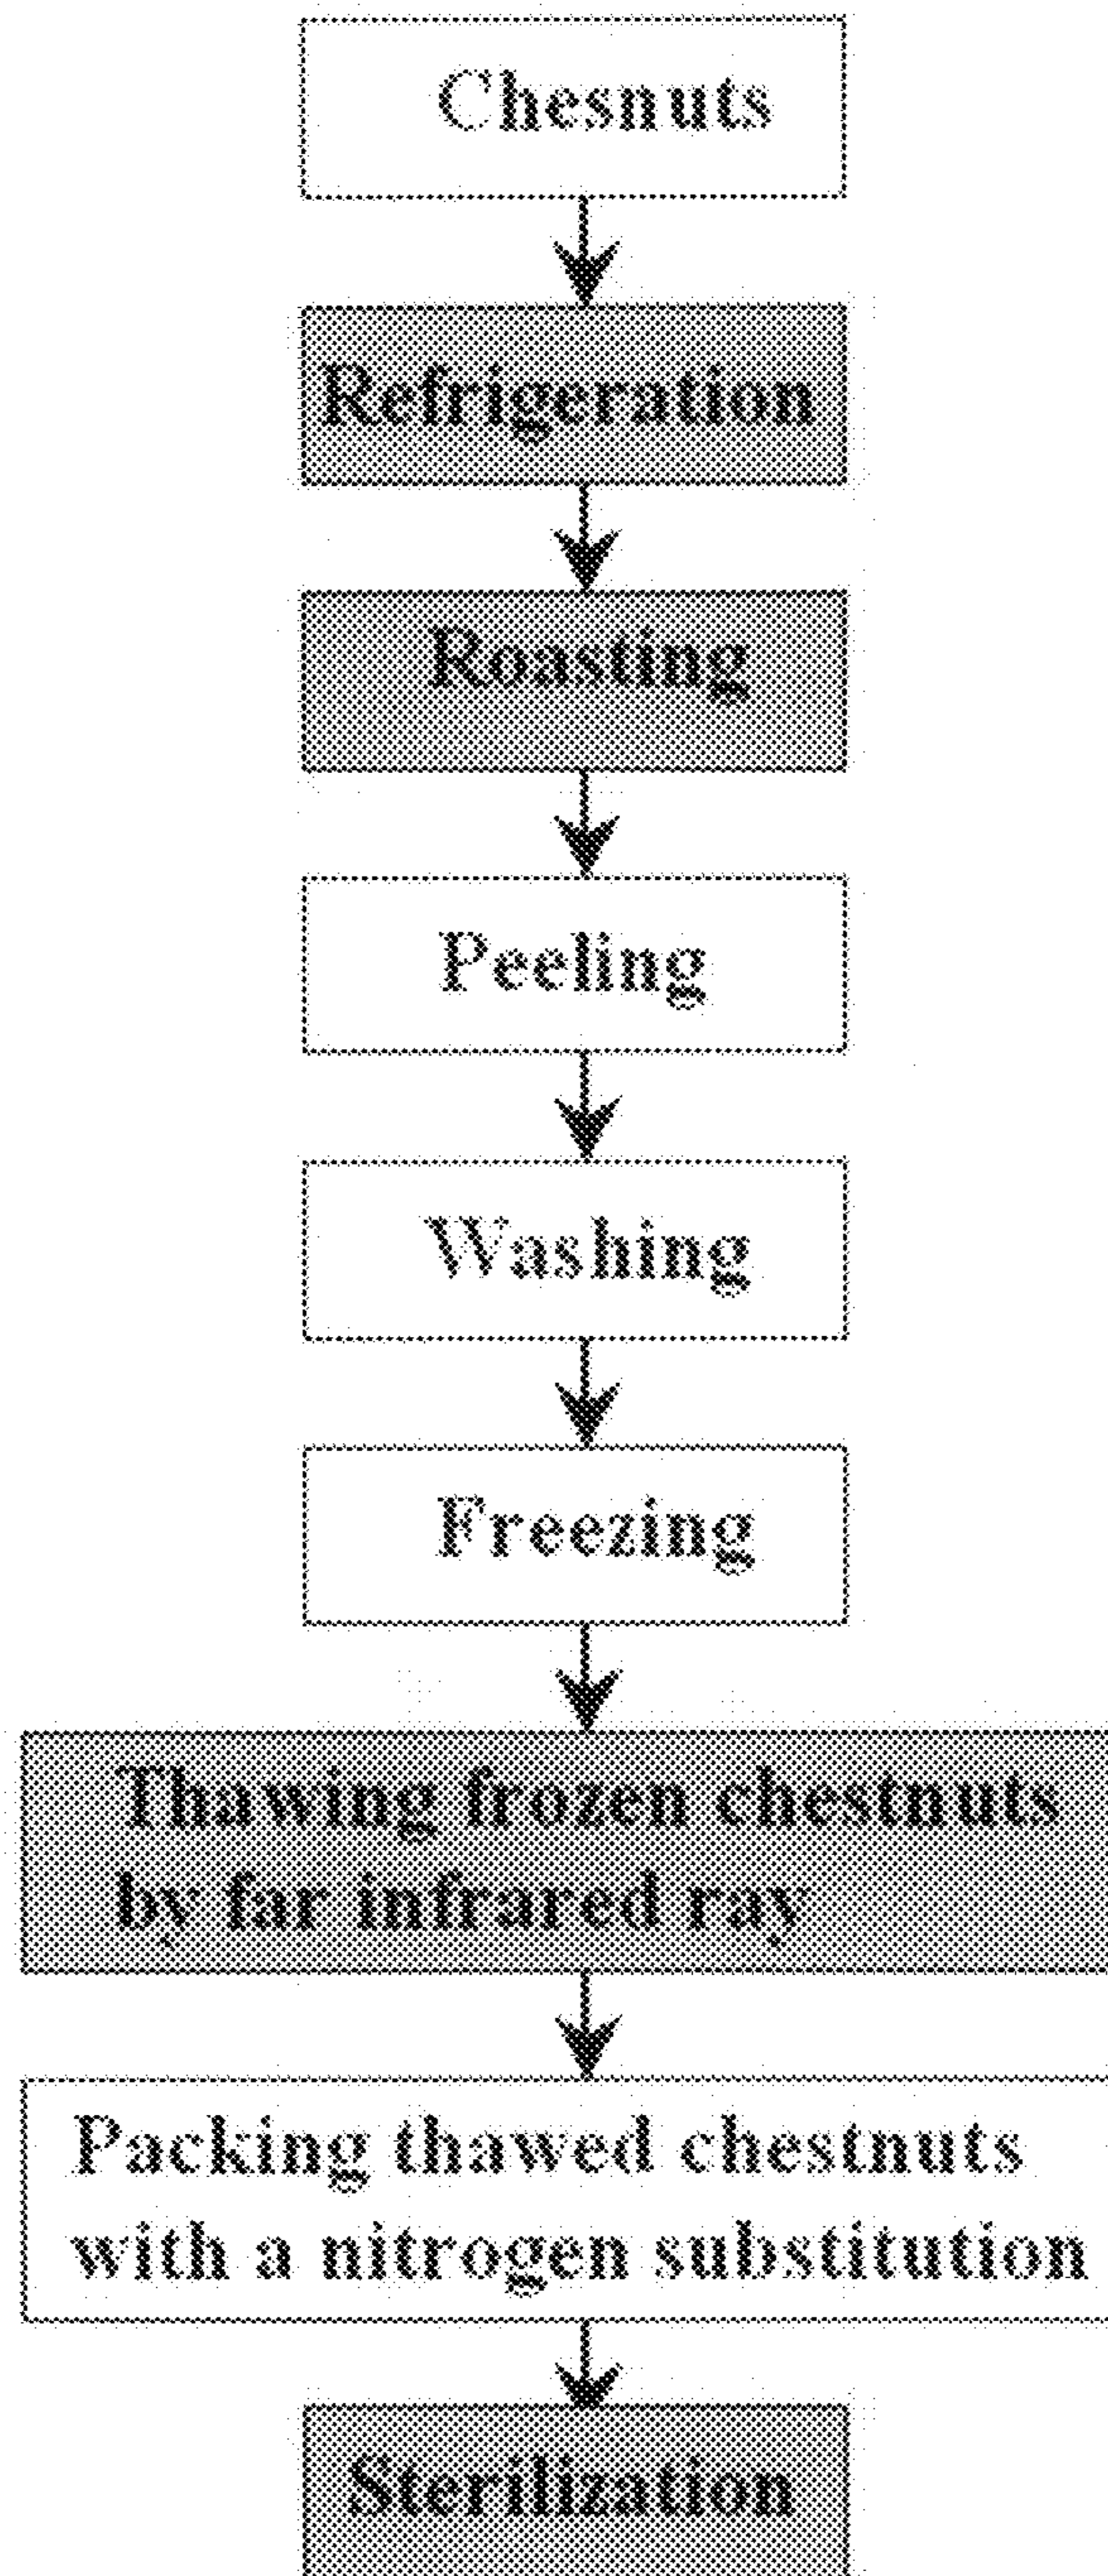 Chesnuts
Refrigeration
Roasting
Peeling
Washing
Freezing
Thawing frozen chestnuts
by far infrared ray
Packing thawed chestnuts
with a nitrogen substitution
Sterilization